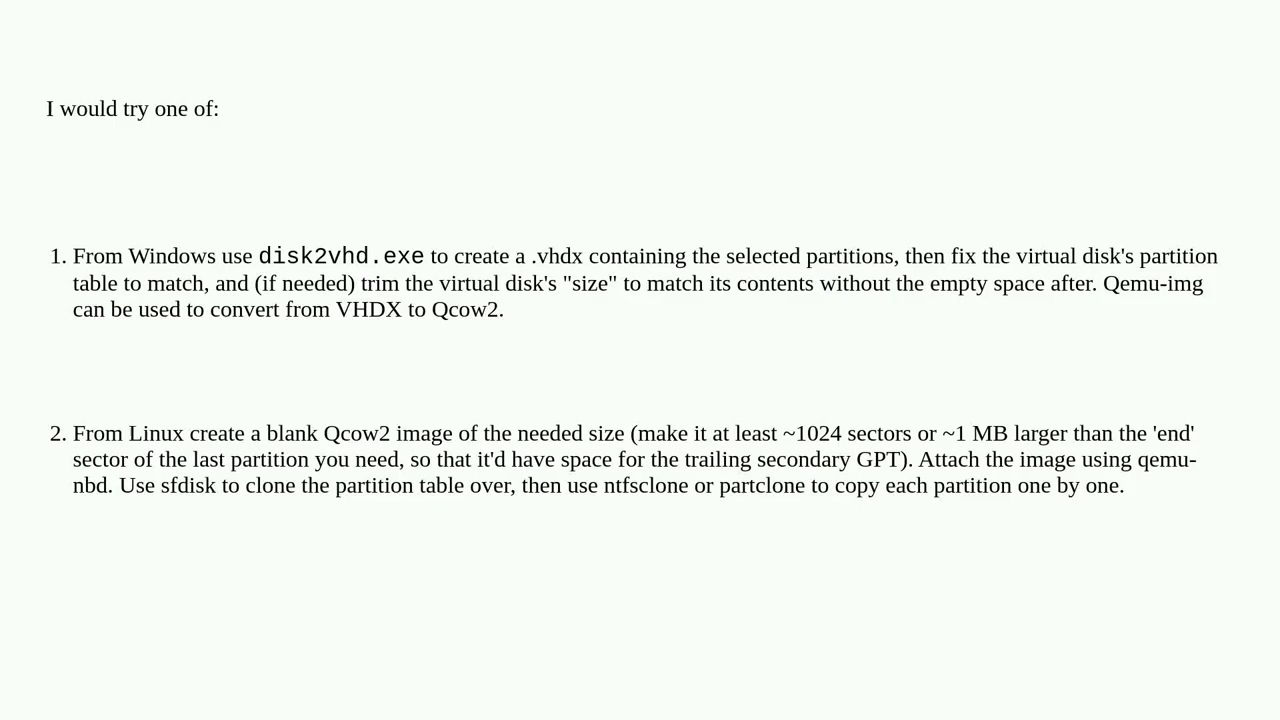 I would try one of:
1. From Windows use disk2vhd.exe to create a .vhdx containing the selected partitions, then fix the virtual disk's partition
table to match, and (if needed) trim the virtual disk's "size" to match its contents without the empty space after. Qemu-img
can be used to convert from VHDX to Qcow2.
2. From Linux create a blank Qcow2 image of the needed size (make it at least ~1024 sectors or ~1 MB larger than the 'end'
sector of the last partition you need, so that it'd have space for the trailing secondary GPT). Attach the image using qemu-
nbd. Use sfdisk to clone the partition table over, then use ntfsclone or partclone to copy each partition one by one.